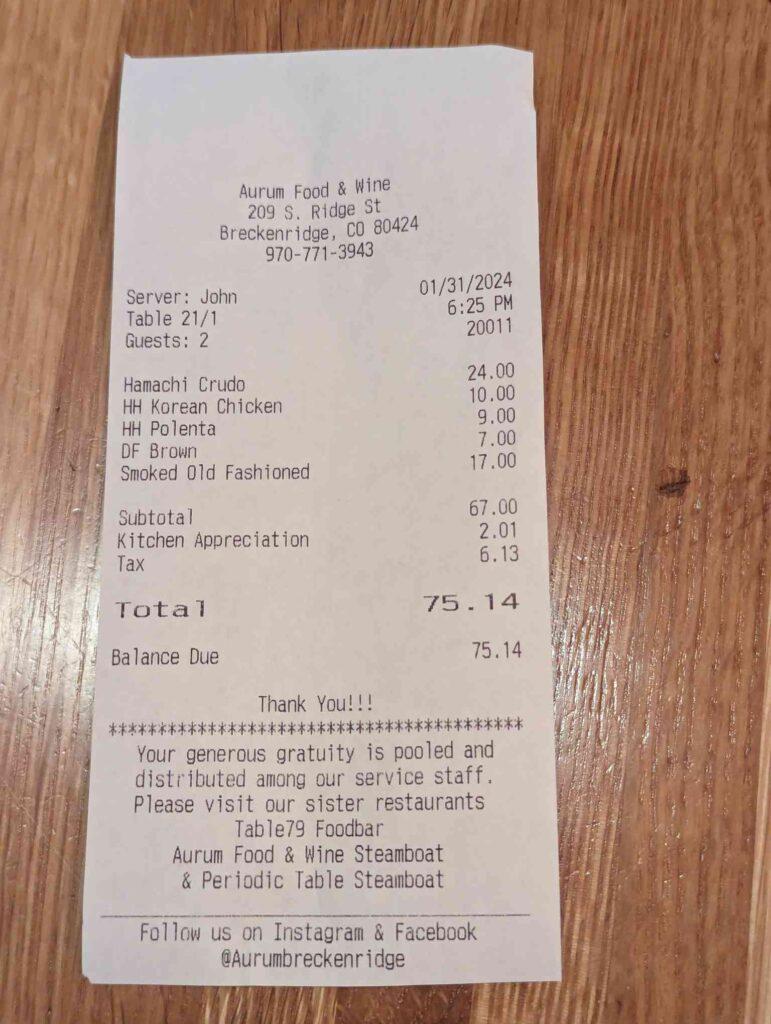 Aurum Food & Wine
209 S. Ridge St
Breckenridge, CO 80424
970-771-3943
Server: John 01/31/2024
Table 21/1 6:25 PM
Guests: 2 20011
Hamachi Crudo 24.00
HH Korean Chicken 10.00
HH Polenta 9.00
DF Brown 7.00
Smoked Old Fashioned 17.00
Subtotal 67.00
Kitchen Appreciation 2.01
Tax 6.13
Total 75.14
Balance Due 75.14
Thank You!!!
******************************************
Your generous gratuity is pooled and
distributed among our service staff.
Please visit our sister restaurants
Table79 Foodbar
Aurum Food & Wine Steamboat
& Periodic Table Steamboat
Follow us on Instagram & Facebook
@Aurumbreckenridge